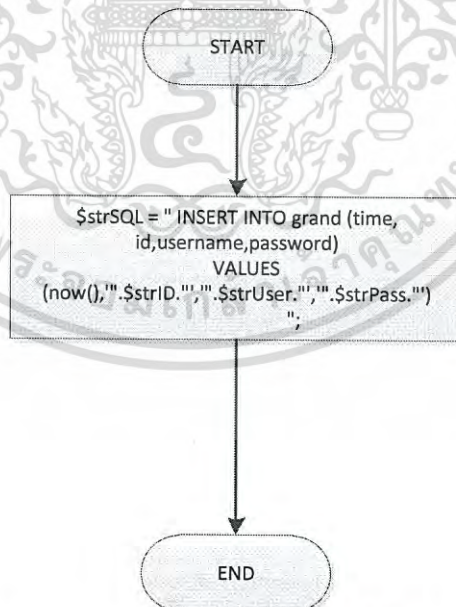 START
$strSQL = " INSERT INTO grand (time,
id,username,password)
VALUES
(now(),'".$strID."','".$strUser."','".$strPass."')
";
END